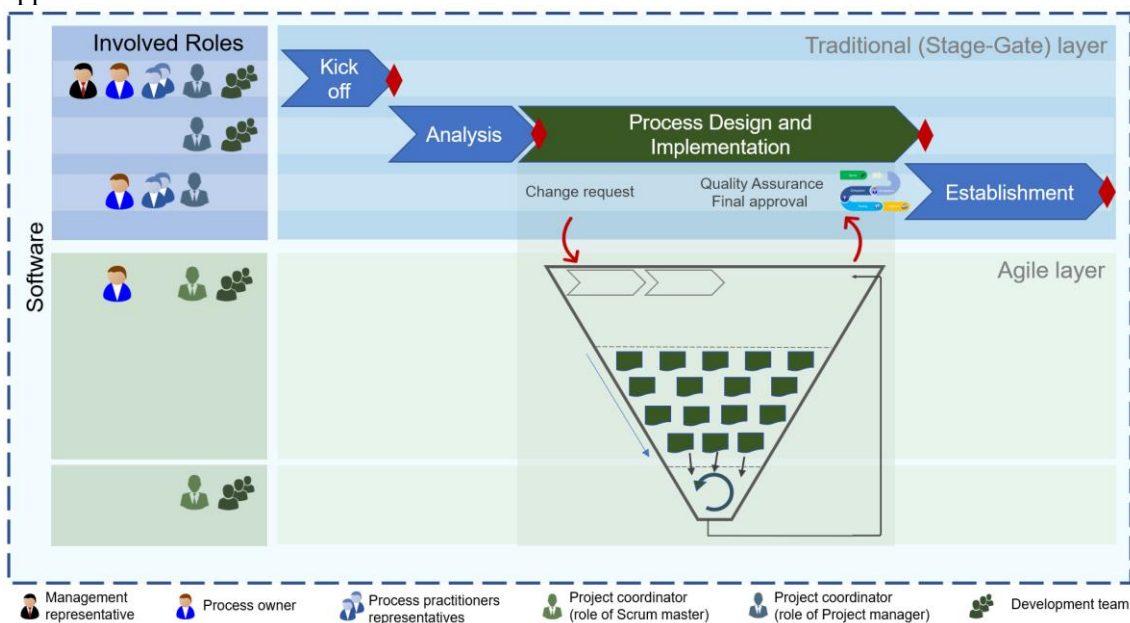 Involved Roles
Traditional (Stage-Gate) layer
Kick
off
Analysis
Process Design and
Implementation
Change request
Quality Assurance
Final approval
Establishment
Software
Agile layer
Management
representative
Process owner
Process practitioners
representatives
Project coordinator
(role of Scrum master)
Project coordinator
(role of Project manager)
Development team